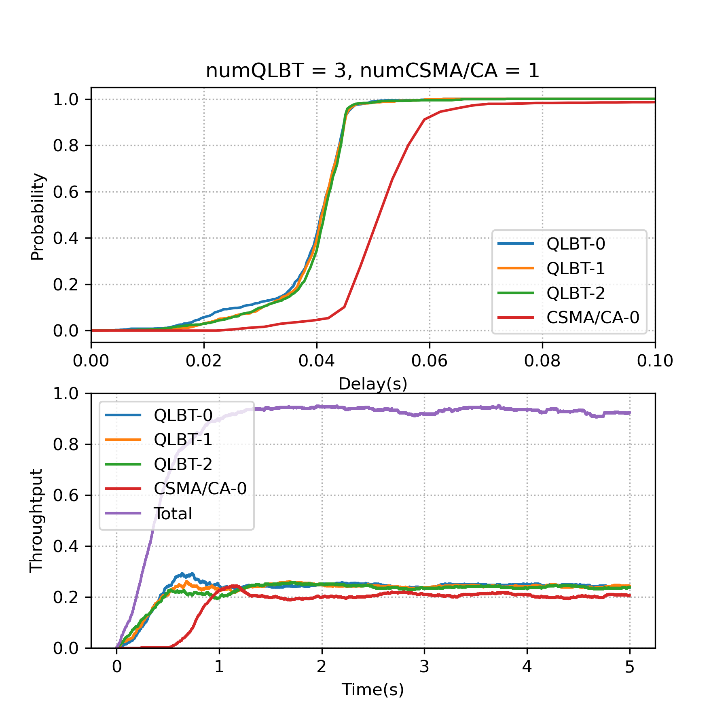 numQLBT = 3, numCSMA/CA = 1
1.0
0.8
0.6
0.4
0.2
0.0
Probability
QLBT-0
QLBT-1
QLBT-2
CSMA/CA-0
0.00 0.02 0.04 0.06 0.08 0.10
Delay(s)
1.0
0.8
0.6
0.4
0.2
0.0
Throughtput
QLBT-0
QLBT-1
QLBT-2
CSMA/CA-0
Total
0 1 2 3 4 5
Time(s)